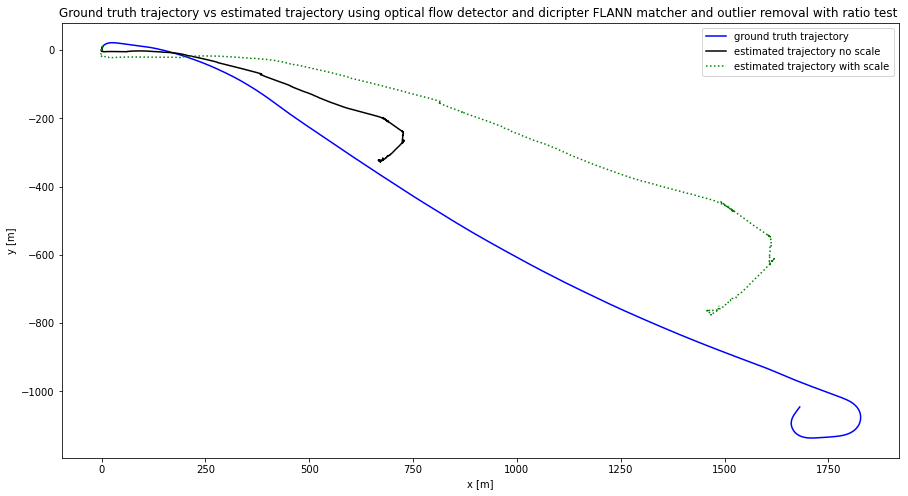 Ground truth trajectory vs estimated trajectory using optical flow detector and dicripter FLANN matcher and outlier removal with ratio test
ground truth trajectory
estimated trajectory no scale
estimated trajectory with scale
0
−200
−400
−600
−800
−1000
y [m]
0
250
500
750
1000
1250
1500
1750
x [m]